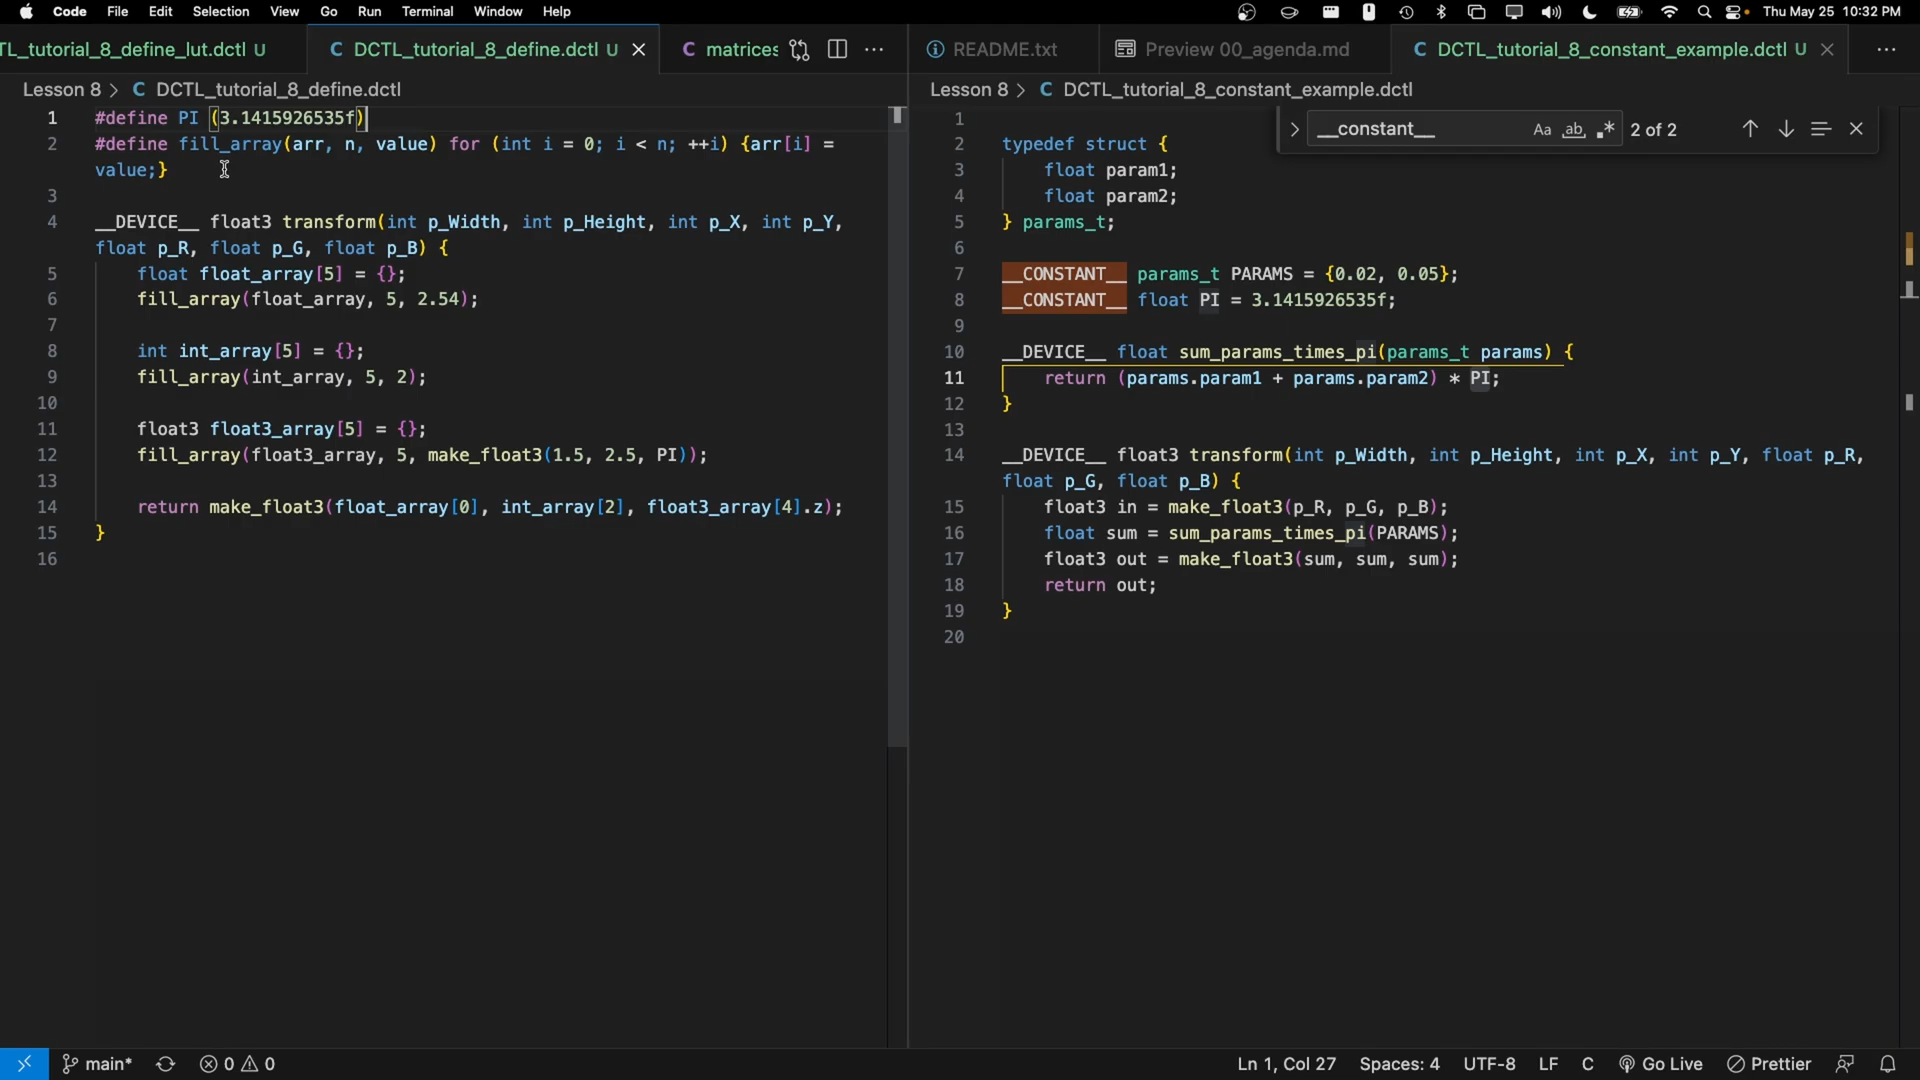 Code File Edit Selection View Go Run Terminal Window Help Thu May 25 10:32 PM
TL_tutorial_8_define_lut.dctl U C DCTL_tutorial_8_define.dctl U C matrices README.txt Preview 00_agenda.md C DCTL_tutorial_8_constant_example.dctl U
Lesson 8 > C DCTL_tutorial_8_define.dctl
1 #define PI (3.1415926535f)
2 #define fill_array(arr, n, value) for (int i = 0; i < n; ++i) {arr[i] =
value;}
3
4 __DEVICE__ float3 transform(int p_Width, int p_Height, int p_X, int p_Y,
float p_R, float p_G, float p_B) {
5 float float_array[5] = {};
6 fill_array(float_array, 5, 2.54);
7
8 int int_array[5] = {};
9 fill_array(int_array, 5, 2);
10
11 float3 float3_array[5] = {};
12 fill_array(float3_array, 5, make_float3(1.5, 2.5, PI));
13
14 return make_float3(float_array[0], int_array[2], float3_array[4].z);
15 }
16
Lesson 8 > C DCTL_tutorial_8_constant_example.dctl
__constant__ Aa ab .* 2 of 2
1
2 typedef struct {
3 float param1;
4 float param2;
5 } params_t;
6
7 __CONSTANT__ params_t PARAMS = {0.02, 0.05};
8 __CONSTANT__ float PI = 3.1415926535f;
9
10 __DEVICE__ float sum_params_times_pi(params_t params) {
11 return (params.param1 + params.param2) * PI;
12 }
13
14 __DEVICE__ float3 transform(int p_Width, int p_Height, int p_X, int p_Y, float p_R,
float p_G, float p_B) {
15 float3 in = make_float3(p_R, p_G, p_B);
16 float sum = sum_params_times_pi(PARAMS);
17 float3 out = make_float3(sum, sum, sum);
18 return out;
19 }
20
main* 0 0 Ln 1, Col 27 Spaces: 4 UTF-8 LF C Go Live Prettier